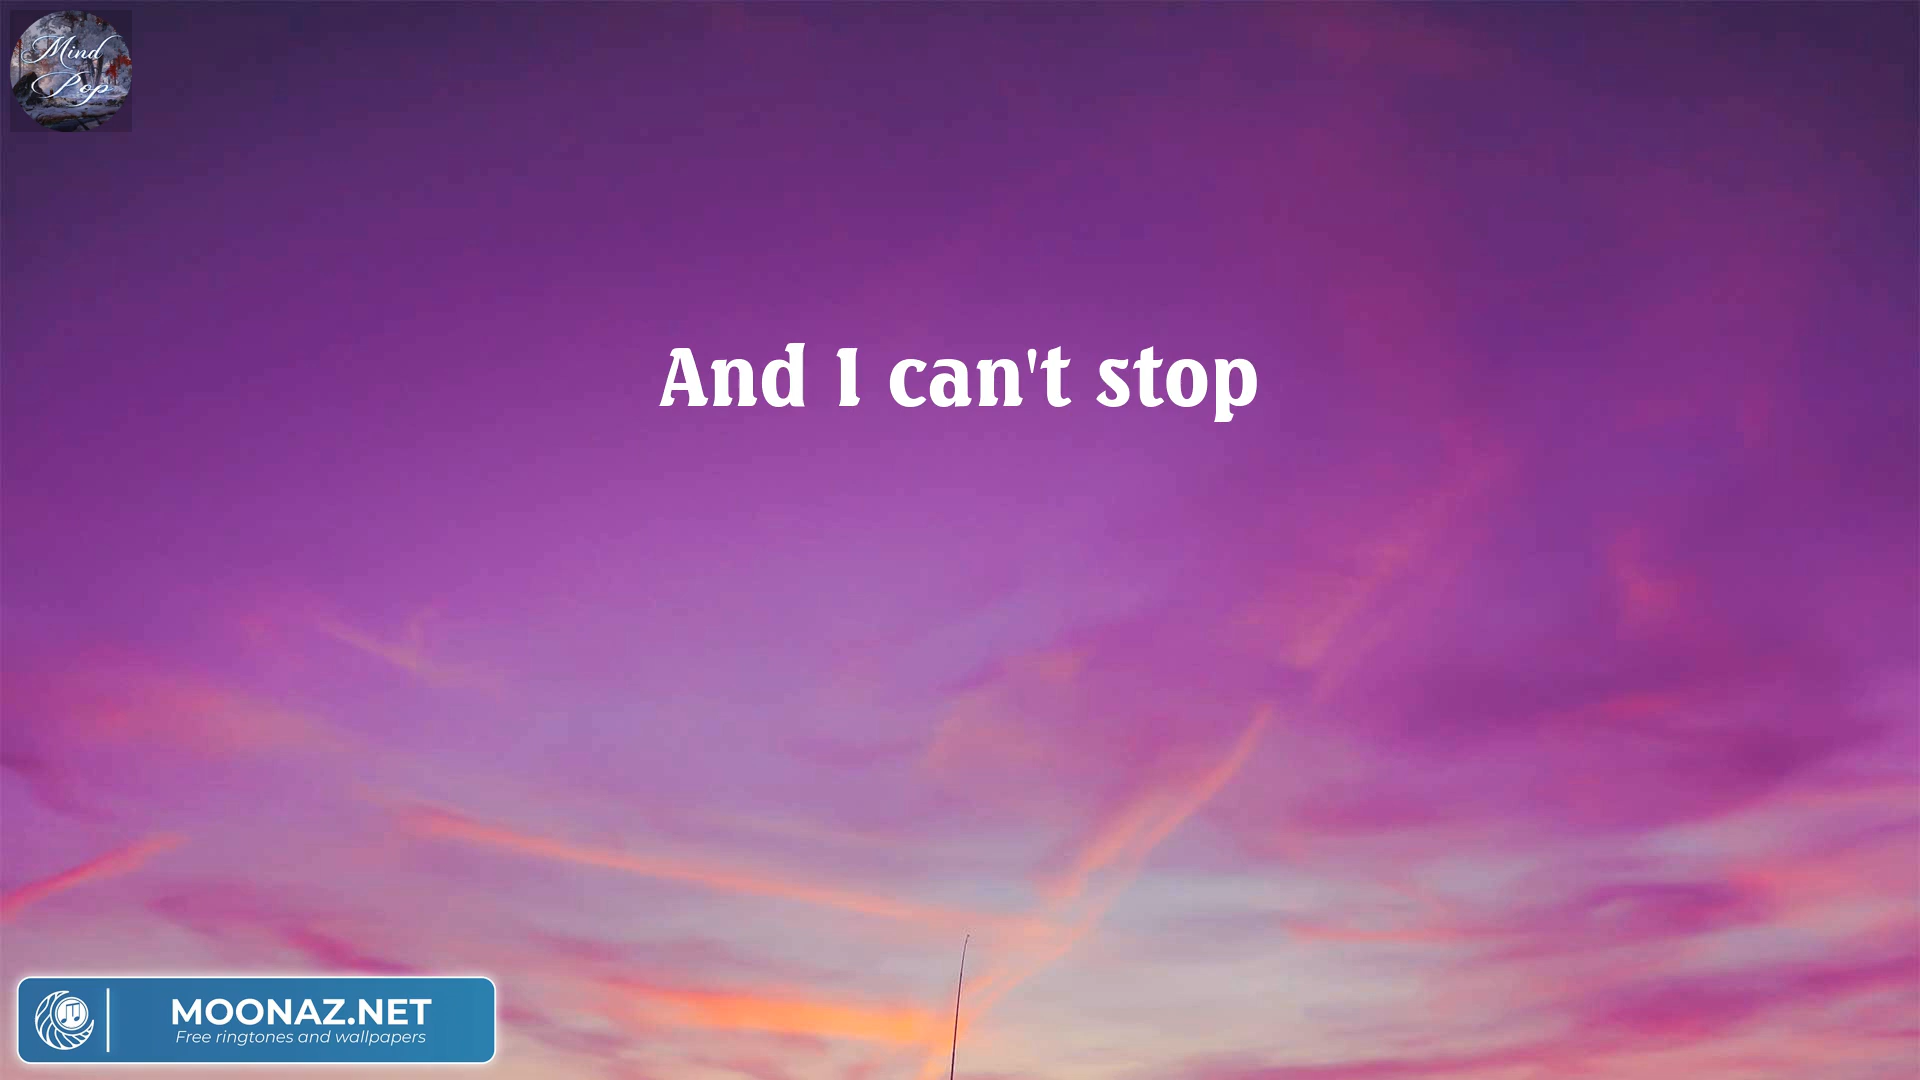 Mind
Pop
And I can't stop
MOONAZ.NET
Free ringtones and wallpapers